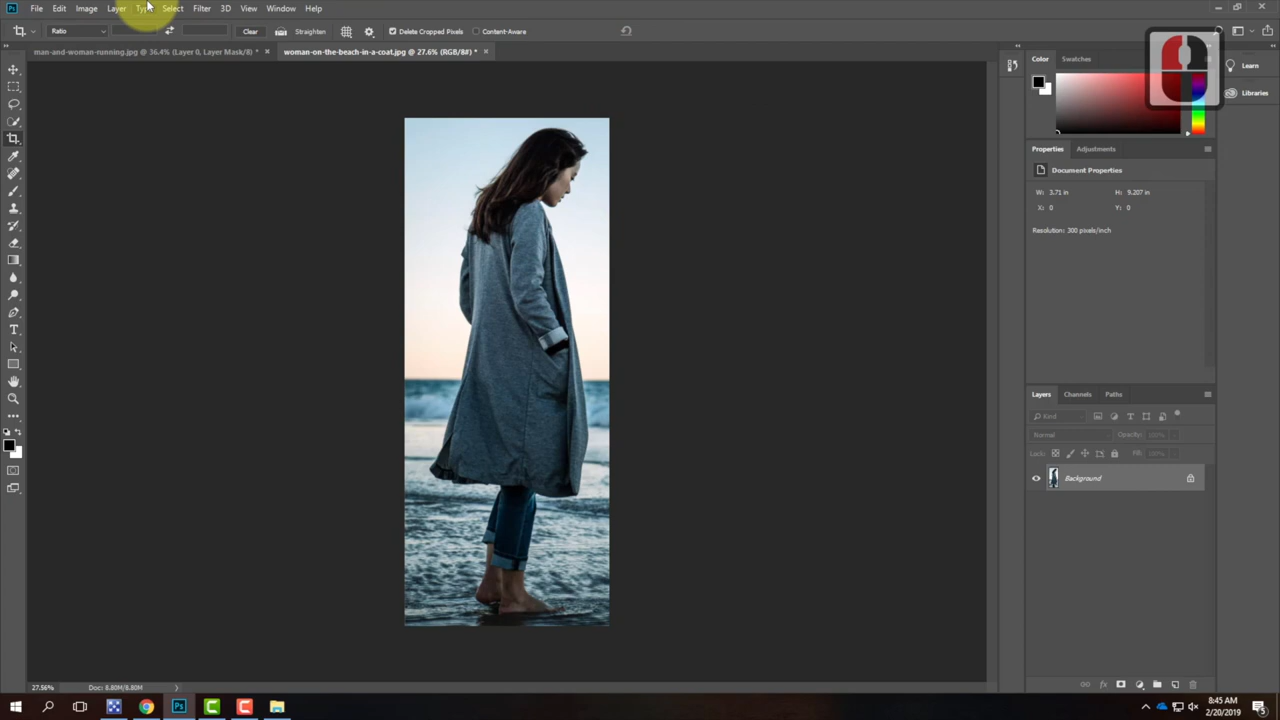 Ps File Edit Image Layer Type Select Filter 3D View Window Help
Ratio Clear Straighten Delete Cropped Pixels Content-Aware
man-and-woman-running.jpg @ 36.4% (Layer 0, Layer Mask/8) * × woman-on-the-beach-in-a-coat.jpg @ 27.6% (RGB/8#) * ×
Color Swatches
Learn
Libraries
Properties Adjustments
Document Properties
W: 3.71 in H: 9.207 in
X: 0 Y: 0
Resolution: 300 pixels/inch
Layers Channels Paths
Kind
Normal Opacity: 100%
Lock: Fill: 100%
Background
27.56% Doc: 8.80M/8.80M
Ps
8:45 AM
2/20/2019
5